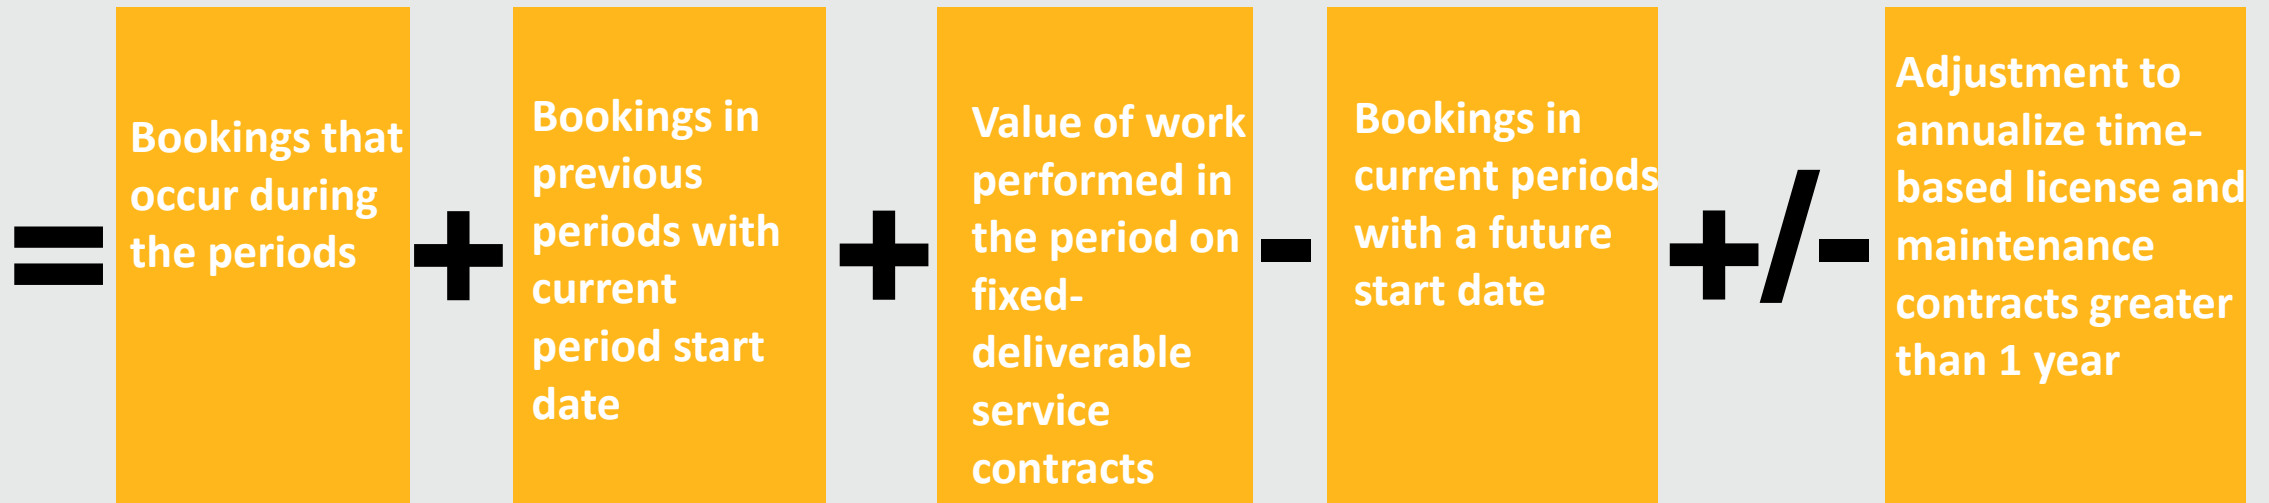 =
Bookings that
occur during
the periods
+
Bookings in
previous
periods with
current
period start
date
+
Value of work
performed in
the period on
fixed-
deliverable
service
contracts
-
Bookings in
current periods
with a future
start date
+/-
Adjustment to
annualize time-
based license and
maintenance
contracts greater
than 1 year